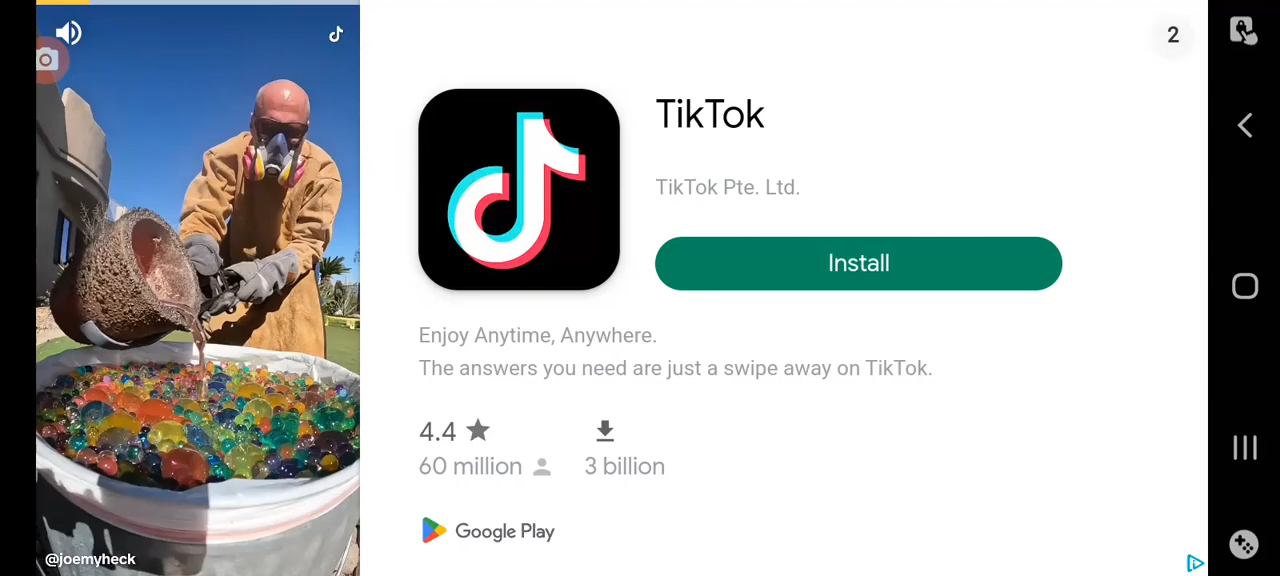 2
TikTok
TikTok Pte. Ltd.
Install
Enjoy Anytime, Anywhere.
The answers you need are just a swipe away on TikTok.
4.4
60 million
3 billion
Google Play
@joemyheck